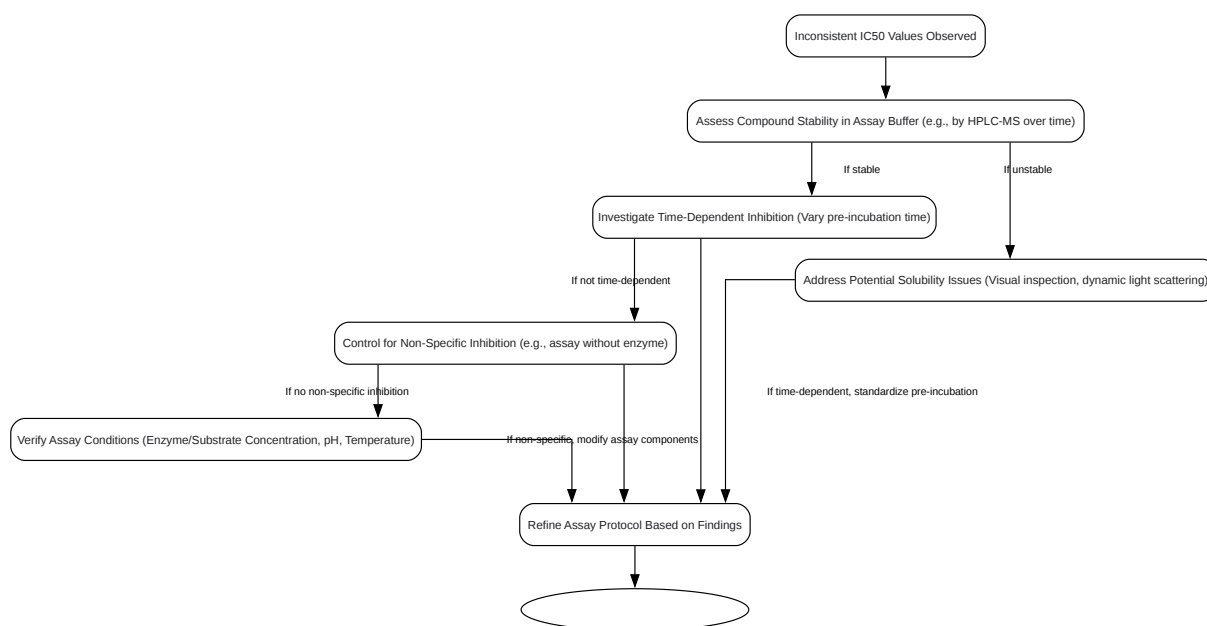 Inconsistent IC50 Values Observed
Assess Compound Stability in Assay Buffer (e.g., by HPLC-MS over time)
If stable
If unstable
Investigate Time-Dependent Inhibition (Vary pre-incubation time)
If not time-dependent
Address Potential Solubility Issues (Visual inspection, dynamic light scattering)
Control for Non-Specific Inhibition (e.g., assay without enzyme)
If no non-specific inhibition
If time-dependent, standardize pre-incubation
Verify Assay Conditions (Enzyme/Substrate Concentration, pH, Temperature)
If non-specific, modify assay components
Refine Assay Protocol Based on Findings